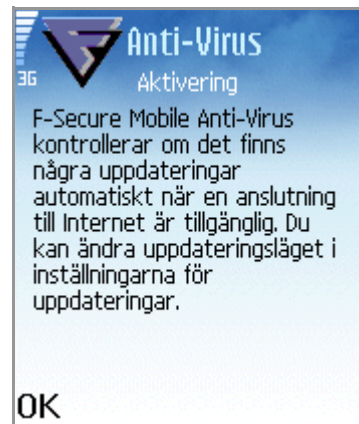 Anti-Virus
3G
Aktivering
F-Secure Mobile Anti-Virus
kontrollerar om det finns
några uppdateringar
automatiskt när en anslutning
till Internet är tillgänglig. Du
kan ändra uppdateringsläget i
inställningarna för
uppdateringar.
OK